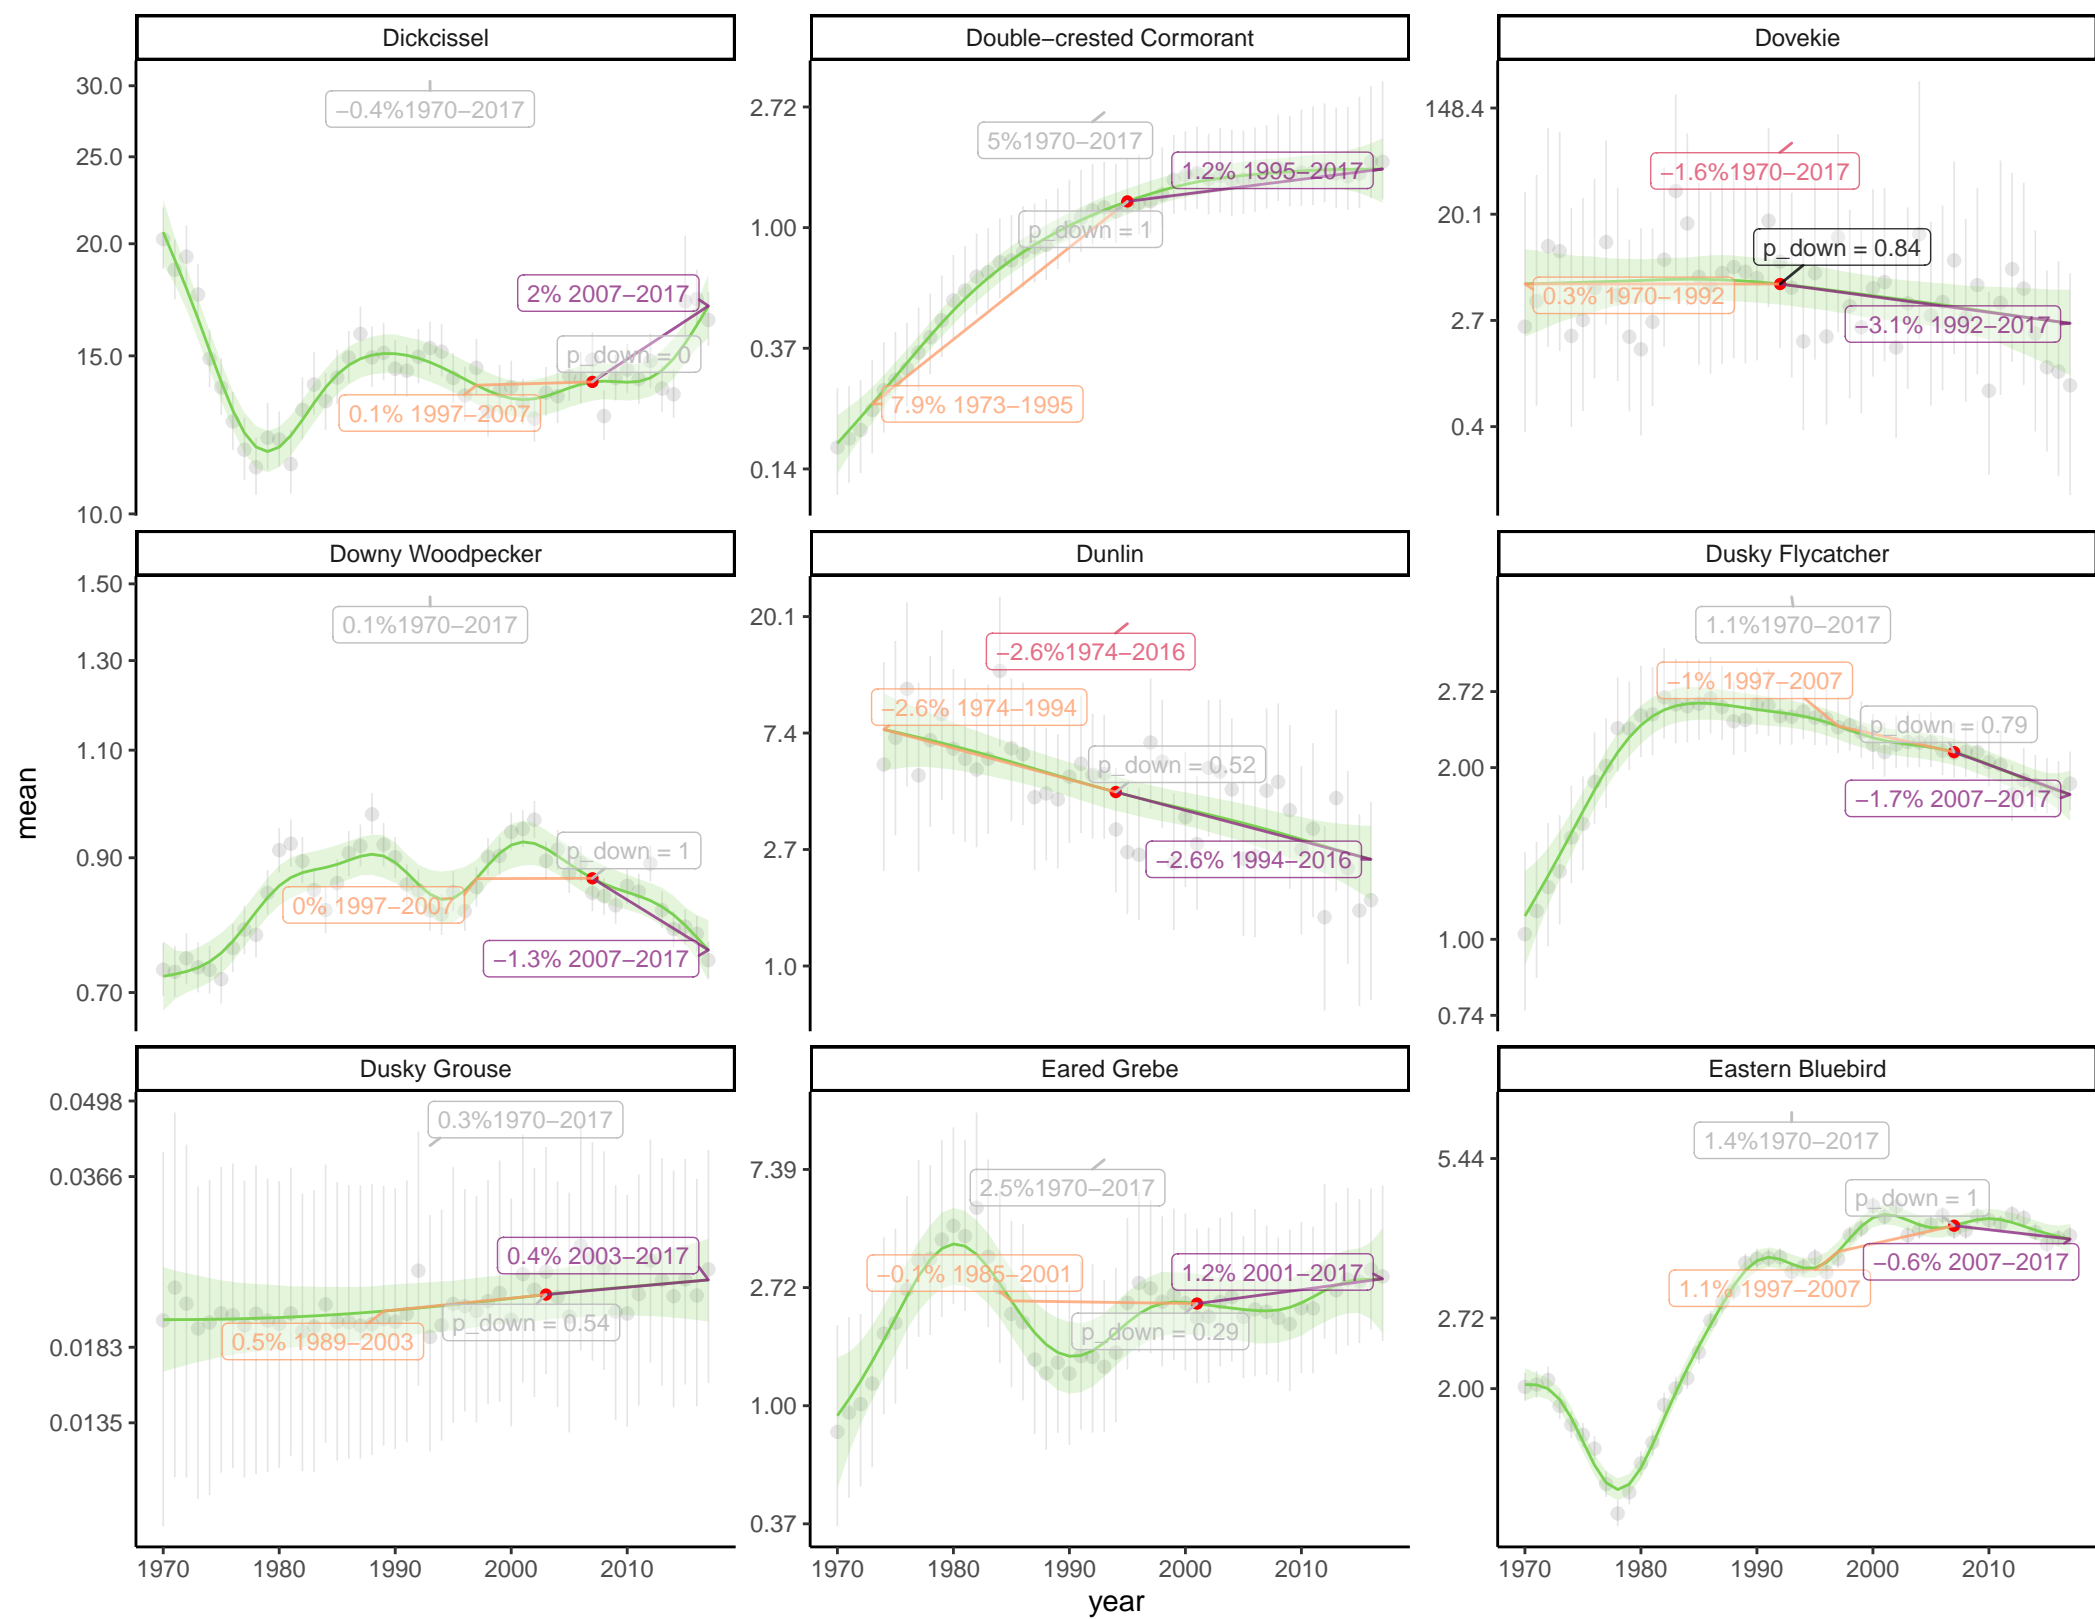 Dickcissel
30.0
25.0
20.0
15.0
10.0
−0.4%1970−2017
2% 2007−2017
p_down = 0
0.1% 1997−2007
Double−crested Cormorant
2.72
1.00
0.37
0.14
5%1970−2017
1.2% 1995−2017
p_down = 1
7.9% 1973−1995
Dovekie
148.4
20.1
2.7
0.4
−1.6%1970−2017
p_down = 0.84
0.3% 1970−1992
−3.1% 1992−2017
mean
Downy Woodpecker
1.50
1.30
1.10
0.90
0.70
0.1%1970−2017
p_down = 1
0% 1997−2007
−1.3% 2007−2017
Dunlin
20.1
7.4
2.7
1.0
−2.6%1974−2016
−2.6% 1974−1994
p_down = 0.52
−2.6% 1994−2016
Dusky Flycatcher
2.72
2.00
1.00
0.74
1.1%1970−2017
−1% 1997−2007
p_down = 0.79
−1.7% 2007−2017
Dusky Grouse
0.0498
0.0366
0.0183
0.0135
0.3%1970−2017
0.4% 2003−2017
p_down = 0.54
0.5% 1989−2003
1970 1980 1990 2000 2010
Eared Grebe
7.39
2.72
1.00
0.37
2.5%1970−2017
−0.1% 1985−2001
1.2% 2001−2017
p_down = 0.29
1970 1980 1990 2000 2010
Eastern Bluebird
5.44
2.72
2.00
1.4%1970−2017
p_down = 1
−0.6% 2007−2017
1.1% 1997−2007
1970 1980 1990 2000 2010
year